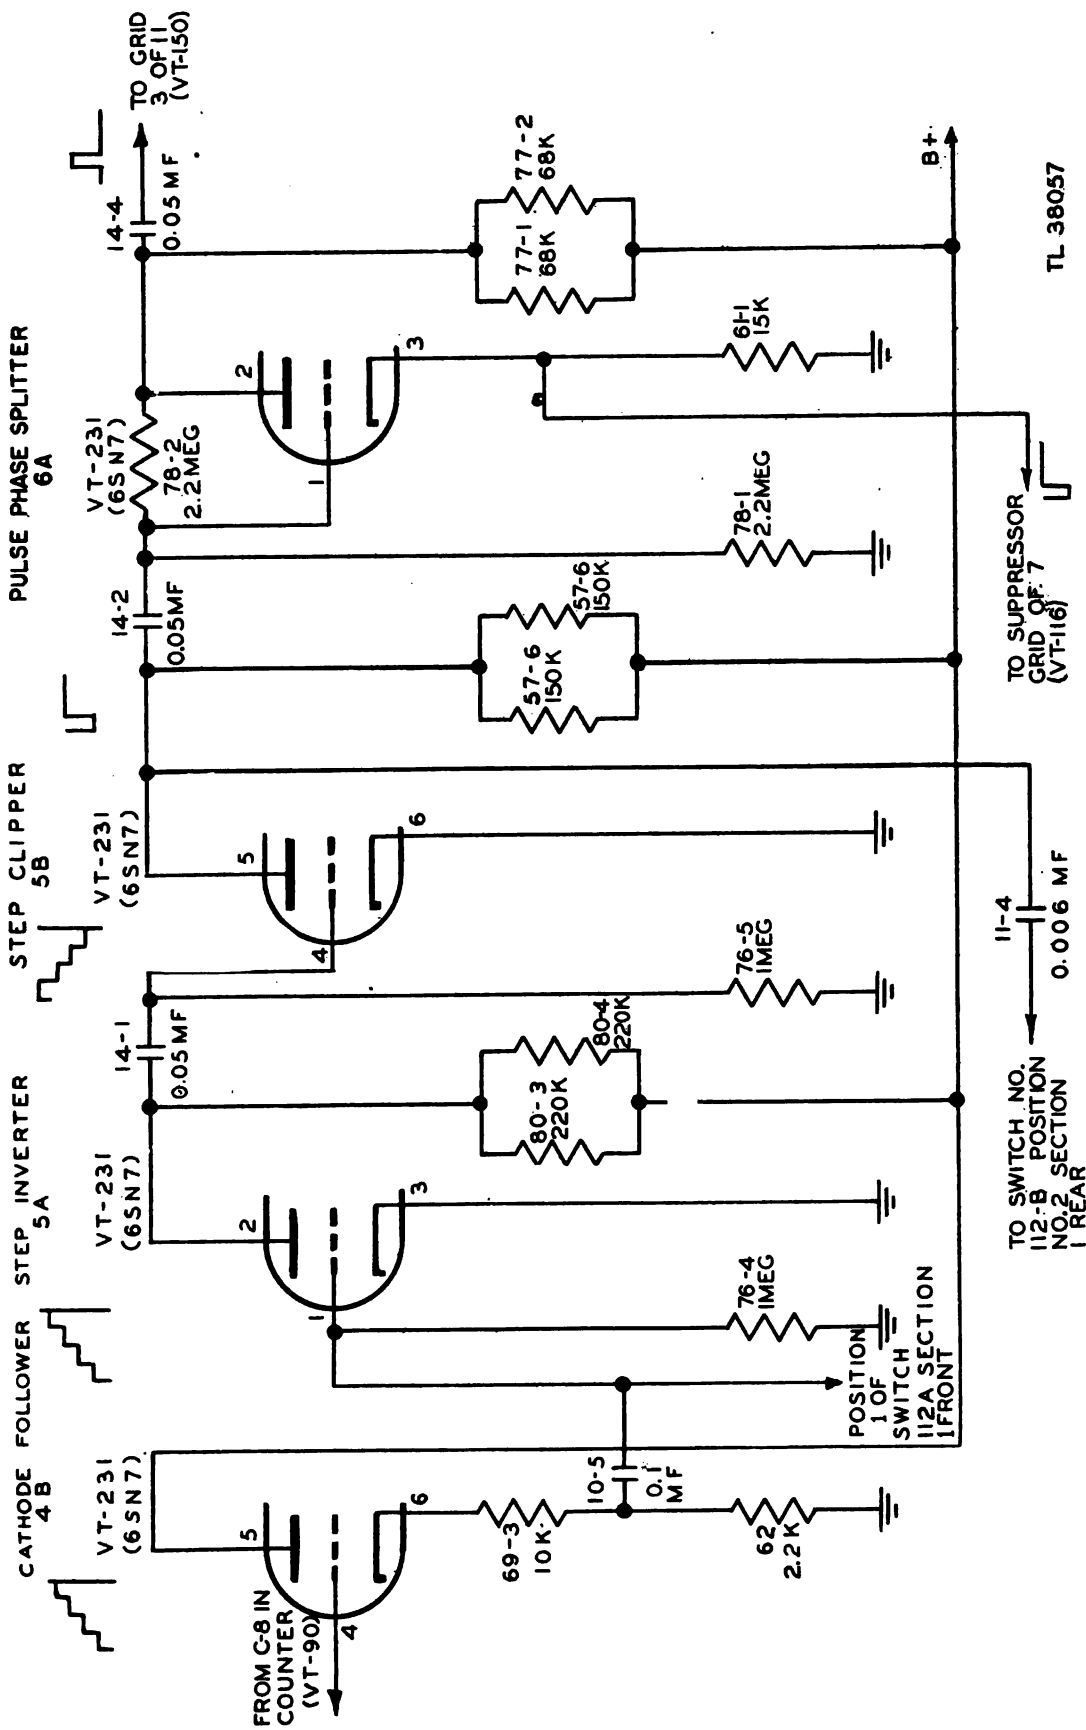 CATHODE FOLLOWER
4B
STEP INVERTER
5A
STEP CLIPPER
5B
PULSE PHASE SPLITTER
6A
VT-231
(6SN7)
5
4
6
FROM C-8 IN
COUNTER
(VT-90)
69-3
10K
62
2.2K
10-5
0.1
MF
POSITION
1 OF
SWITCH
112A SECTION
1 FRONT
VT-231
(6SN7)
2
1
3
76-4
1MEG
14-1
0.05MF
80-3
220K
80-4
220K
76-5
1MEG
VT-231
(6SN7)
5
4
6
11-4
0.006 MF
TO SWITCH NO.
112-B POSITION
NO.2 SECTION
1 REAR
14-2
0.05MF
57-6
150K
57-6
150K
78-1
2.2MEG
VT-231
(6SN7)
78-2
2.2MEG
2
1
3
61-1
15K
TO SUPPRESSOR
GRID OF 7
(VT-116)
77-1
68K
77-2
68K
14-4
0.05MF
TO GRID
3 OF 11
(VT-150)
B+
TL 38057